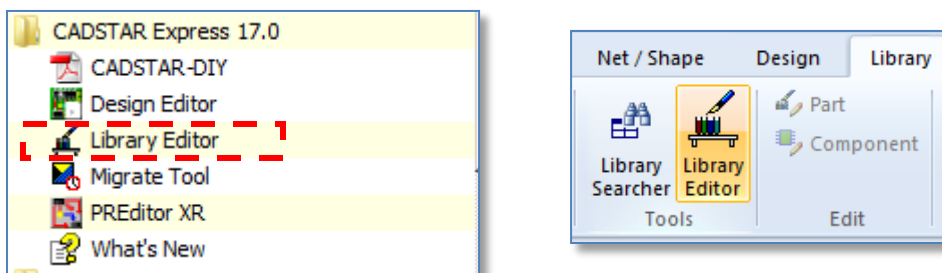 CADSTAR Express 17.0
CADSTAR-DIY
Design Editor
Library Editor
Migrate Tool
PREditor XR
What's New
Net / Shape Design Library
Library Searcher
Library Editor
Part
Component
Tools Edit